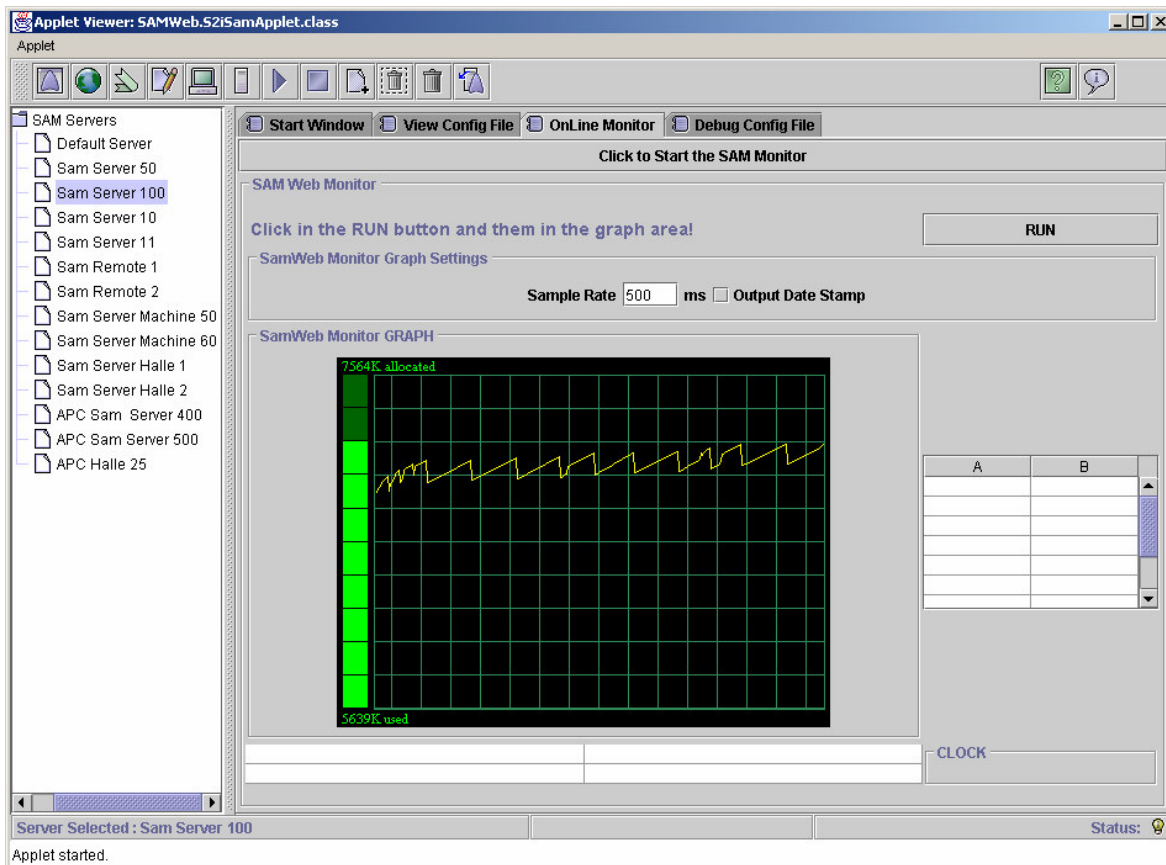 Applet Viewer: SAMWeb.S2iSamApplet.class
Applet
SAM Servers
Default Server
Sam Server 50
Sam Server 100
Sam Server 10
Sam Server 11
Sam Remote 1
Sam Remote 2
Sam Server Machine 50
Sam Server Machine 60
Sam Server Halle 1
Sam Server Halle 2
APC Sam Server 400
APC Sam Server 500
APC Halle 25
Start Window View Config File OnLine Monitor Debug Config File
Click to Start the SAM Monitor
SAM Web Monitor
Click in the RUN button and them in the graph area!
RUN
SamWeb Monitor Graph Settings
Sample Rate 500 ms Output Date Stamp
SamWeb Monitor GRAPH
7564K allocated
5639K used
A B
CLOCK
Server Selected : Sam Server 100
Status:
Applet started.